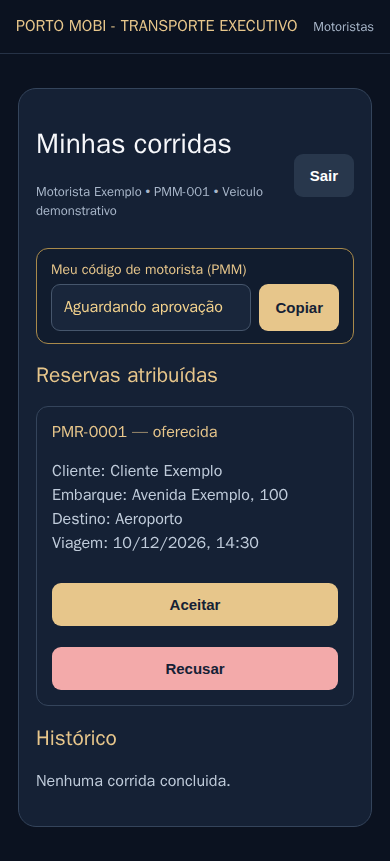 PORTO MOBI - TRANSPORTE EXECUTIVO
Motoristas
Minhas corridas
Sair
Motorista Exemplo • PMM-001 • Veiculo
demonstrativo
Meu código de motorista (PMM)
Aguardando aprovação
Copiar
Reservas atribuídas
PMR-0001 — oferecida
Cliente: Cliente Exemplo
Embarque: Avenida Exemplo, 100
Destino: Aeroporto
Viagem: 10/12/2026, 14:30
Aceitar
Recusar
Histórico
Nenhuma corrida concluida.